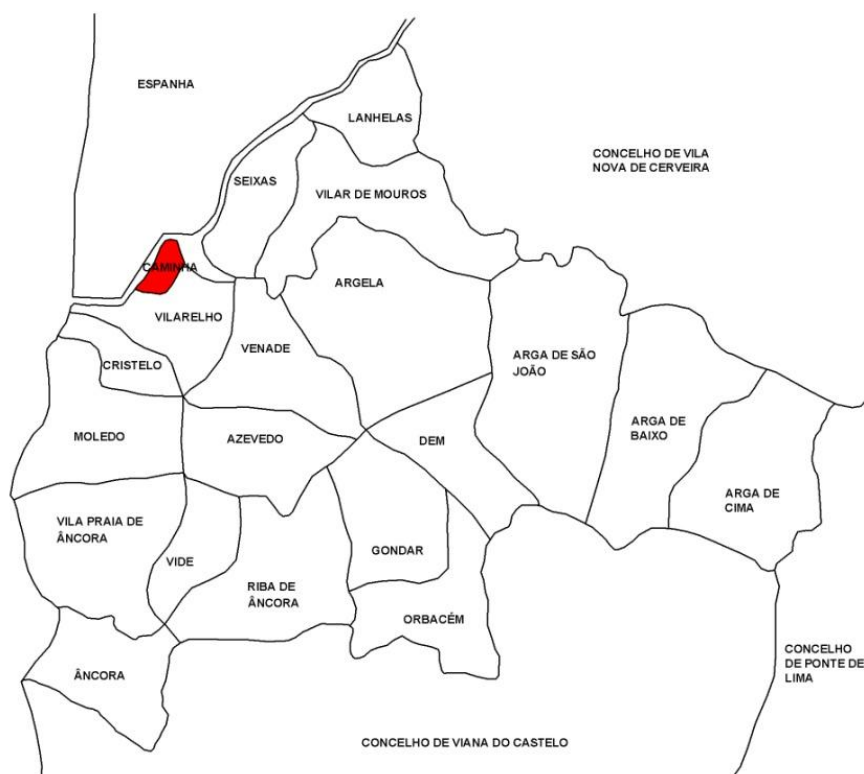 ESPANHA
LANHELAS
CONCELHO DE VILA
NOVA DE CERVEIRA
SEIXAS
VILAR DE MOUROS
CAMINHA
ARGELA
VILARELHO
VENADE
ARGA DE SÃO
JOÃO
CRISTELO
MOLEDO
AZEVEDO
DEM
ARGA DE
BAIXO
ARGA DE
CIMA
VILA PRAIA DE
ÂNCORA
VIDE
GONDAR
RIBA DE
ÂNCORA
ORBACÉM
ÂNCORA
CONCELHO
DE PONTE DE
LIMA
CONCELHO DE VIANA DO CASTELO